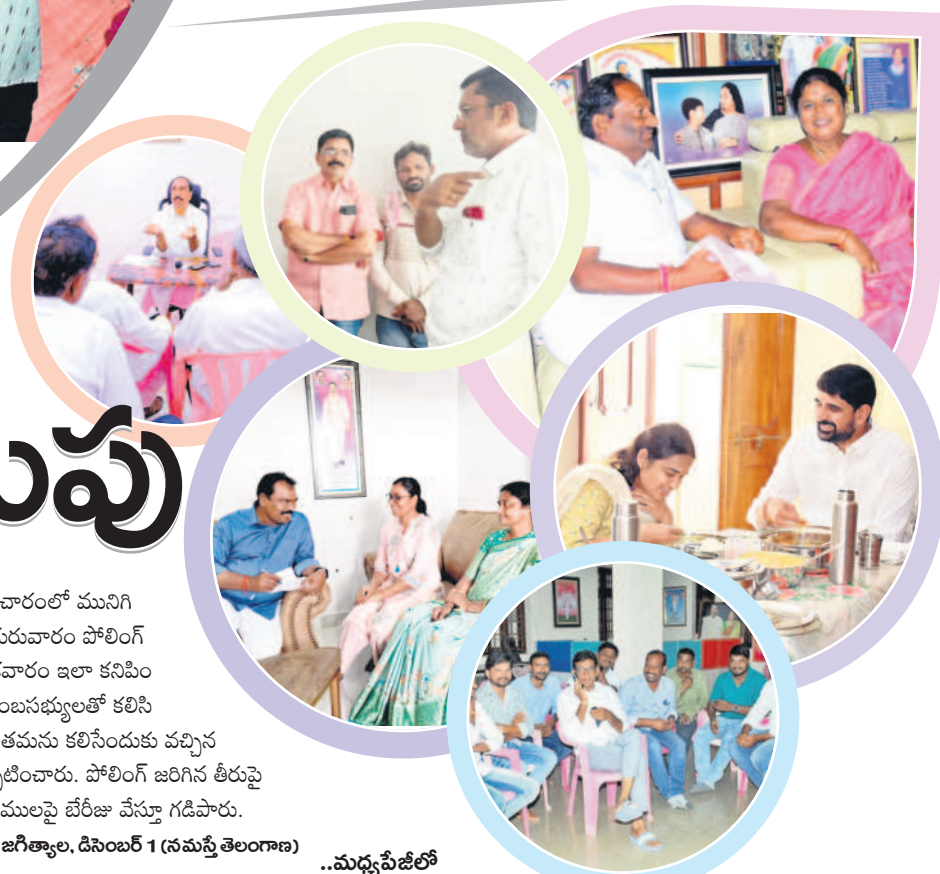 చారంలో మునిగి
రువారం పోలింగ్
వారం ఇలా కనిపిం
బసభ్యులతో కలిసి
తమను కలిసేందుకు వచ్చిన
టించారు. పోలింగ్ జరిగిన తీరుపై
ములపై బేరీజు వేస్తూ గడిపారు.
జగిత్యాల, డిసెంబర్ 1 (నమస్తే తెలంగాణ)
..మధ్యపేజీలో